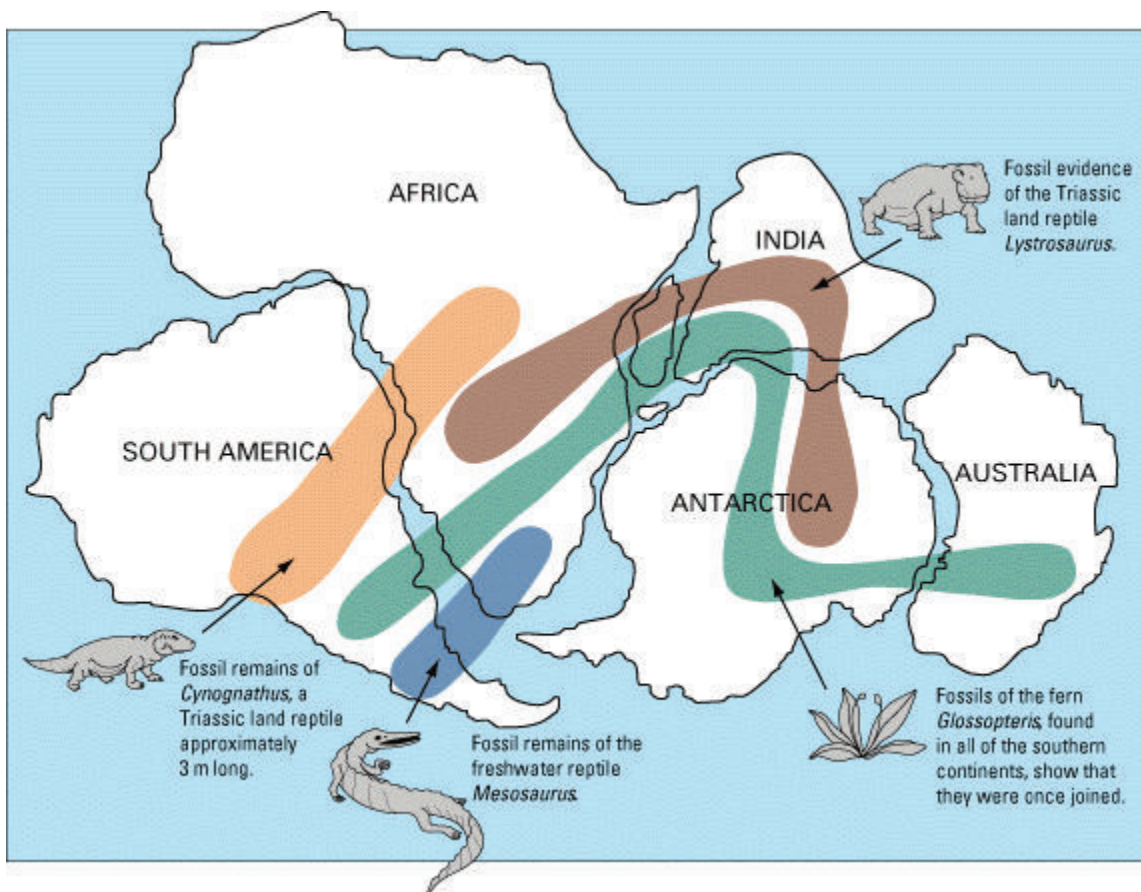 AFRICA
INDIA
Fossil evidence
of the Triassic
land reptile
Lystrosaurus.
SOUTH AMERICA
ANTARCTICA
AUSTRALIA
Fossil remains of
Cynognathus, a
Triassic land reptile
approximately
3 m long.
Fossil remains of the
freshwater reptile
Mesosaurus.
Fossils of the fern
Glossopteris, found
in all of the southern
continents, show that
they were once joined.